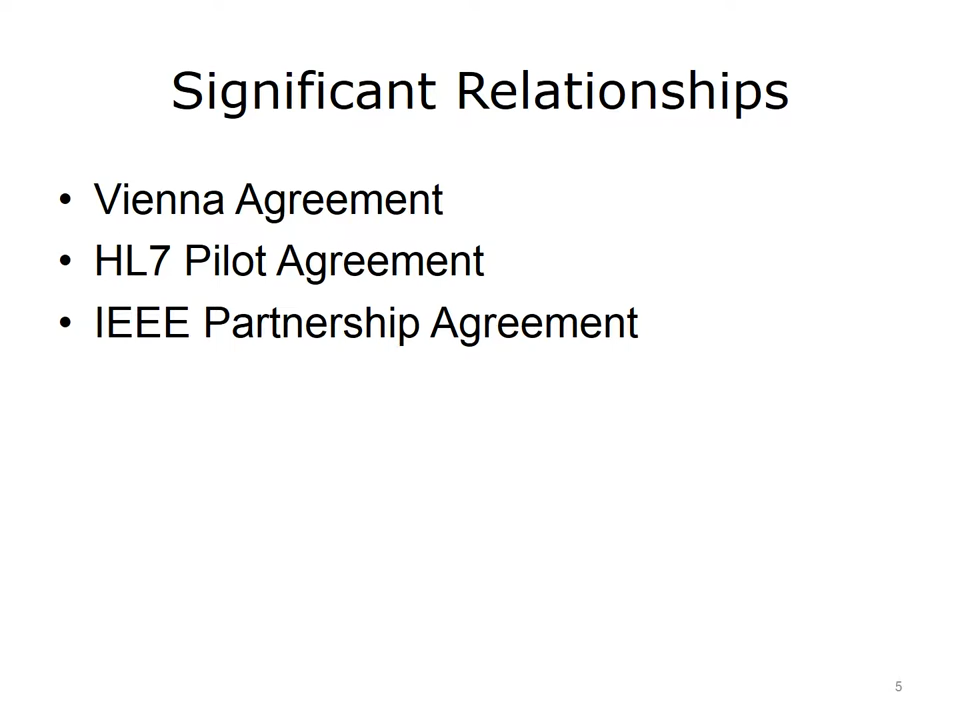 Significant Relationships
• Vienna Agreement
• HL7 Pilot Agreement
• IEEE Partnership Agreement
5